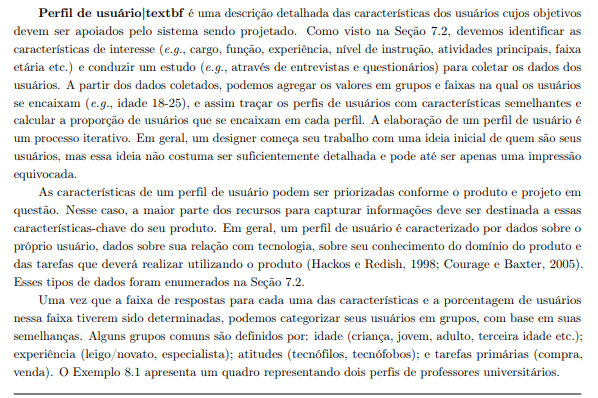 Perfil de usuário|textbf é uma descrição detalhada das características dos usuários cujos objetivos
devem ser apoiados pelo sistema sendo projetado. Como visto na Seção 7.2, devemos identificar as
características de interesse (e.g., cargo, função, experiência, nível de instrução, atividades principais, faixa
etária etc.) e conduzir um estudo (e.g., através de entrevistas e questionários) para coletar os dados dos
usuários. A partir dos dados coletados, podemos agregar os valores em grupos e faixas na qual os usuários
se encaixam (e.g., idade 18-25), e assim traçar os perfis de usuários com características semelhantes e
calcular a proporção de usuários que se encaixam em cada perfil. A elaboração de um perfil de usuário é
um processo iterativo. Em geral, um designer começa seu trabalho com uma ideia inicial de quem são seus
usuários, mas essa ideia não costuma ser suficientemente detalhada e pode até ser apenas uma impressão
equivocada.
As características de um perfil de usuário podem ser priorizadas conforme o produto e projeto em
questão. Nesse caso, a maior parte dos recursos para capturar informações deve ser destinada a essas
características-chave do seu produto. Em geral, um perfil de usuário é caracterizado por dados sobre o
próprio usuário, dados sobre sua relação com tecnologia, sobre seu conhecimento do domínio do produto e
das tarefas que deverá realizar utilizando o produto (Hackos e Redish, 1998; Courage e Baxter, 2005).
Esses tipos de dados foram enumerados na Seção 7.2.
Uma vez que a faixa de respostas para cada uma das características e a porcentagem de usuários
nessa faixa tiverem sido determinadas, podemos categorizar seus usuários em grupos, com base em suas
semelhanças. Alguns grupos comuns são definidos por: idade (criança, jovem, adulto, terceira idade etc.);
experiência (leigo/novato, especialista); atitudes (tecnófilos, tecnófobos); e tarefas primárias (compra,
venda). O Exemplo 8.1 apresenta um quadro representando dois perfis de professores universitários.